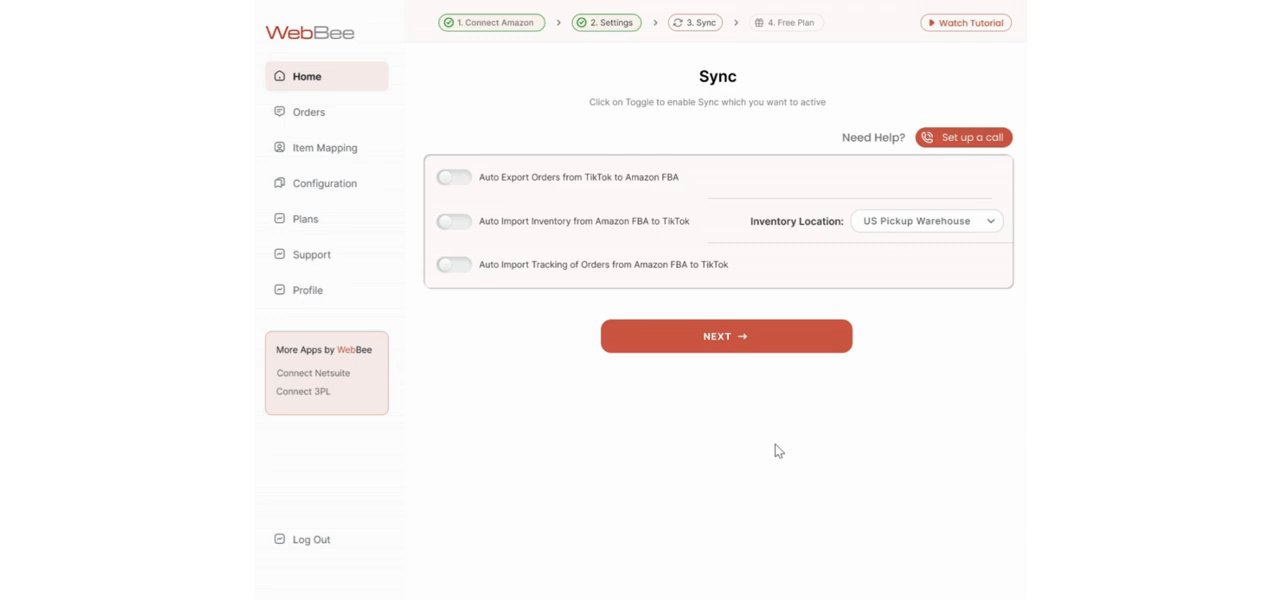 WebBee
1. Connect Amazon > 2. Settings > 3. Sync > 4. Free Plan
Watch Tutorial
Home
Orders
Item Mapping
Configuration
Plans
Support
Profile
More Apps by WebBee
Connect Netsuite
Connect 3PL
Log Out
Sync
Click on Toggle to enable Sync which you want to active
Need Help? Set up a call
Auto Export Orders from TikTok to Amazon FBA
Auto Import Inventory from Amazon FBA to TikTok
Inventory Location: US Pickup Warehouse
Auto Import Tracking of Orders from Amazon FBA to TikTok
NEXT →